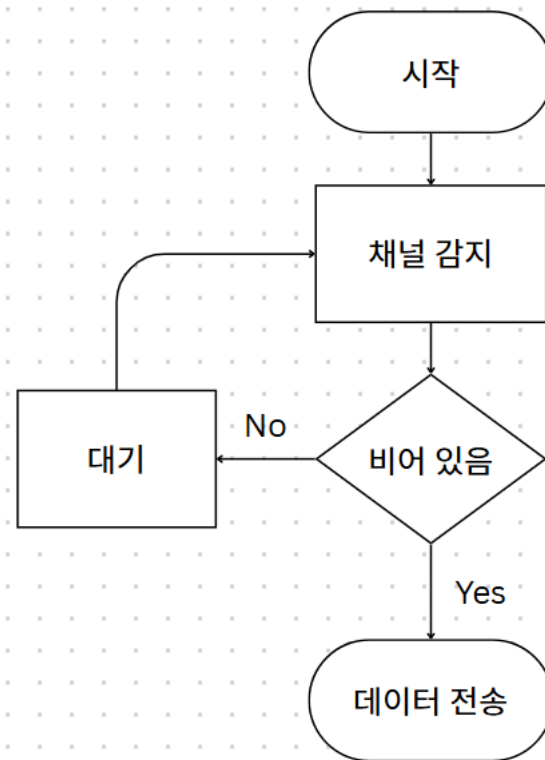 시작
채널 감지
No
대기
비어 있음
Yes
데이터 전송